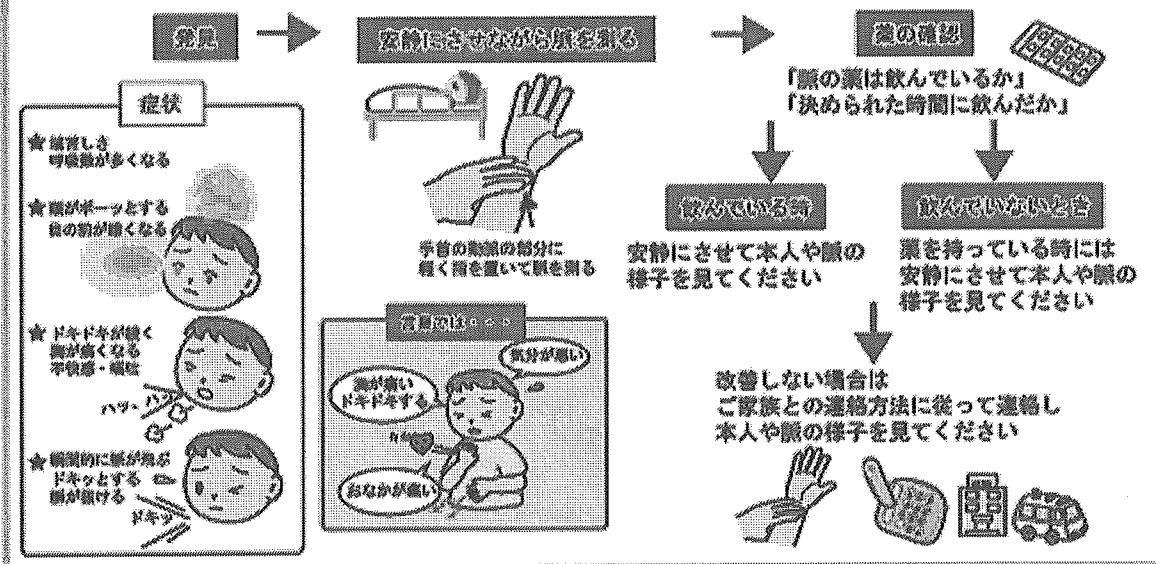 発見
安静にさせながら脈を測る
薬の確認
「脈の薬は飲んでいるか」
「決められた時間に飲んだか」
症状
★ 息苦しさ
呼吸数が多くなる
★ 頭がボーッとする
目の前が暗くなる
★ ドキドキが続く
胸が痛くなる
不快感・嘔吐
ハッ、ハッ
★ 瞬間的に脈が飛ぶ
ドキッとする
脈が抜ける
ドキッ
手首の動脈の部分に
軽く指を置いて脈を測る
言葉では・・・
気分が悪い
胸が痛い
ドキドキする
おなかが痛い
飲んでいる時
安静にさせて本人や脈の
様子を見てください
飲んでいないとき
薬を持っている時には
安静にさせて本人や脈の
様子を見てください
改善しない場合は
ご家族との連絡方法に従って連絡し
本人や脈の様子を見てください